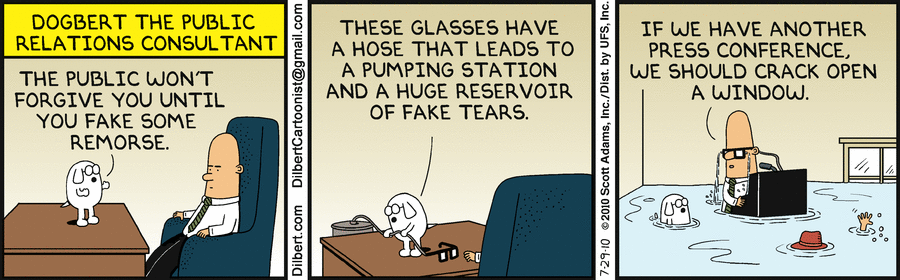 DOGBERT THE PUBLIC
RELATIONS CONSULTANT
THE PUBLIC WON'T
FORGIVE YOU UNTIL
YOU FAKE SOME
REMORSE.
Dilbert.com DilbertCartoonist@gmail.com
THESE GLASSES HAVE
A HOSE THAT LEADS TO
A PUMPING STATION
AND A HUGE RESERVOIR
OF FAKE TEARS.
7-29-10 © 2010 Scott Adams, Inc./Dist. by UFS, Inc.
IF WE HAVE ANOTHER
PRESS CONFERENCE,
WE SHOULD CRACK OPEN
A WINDOW.